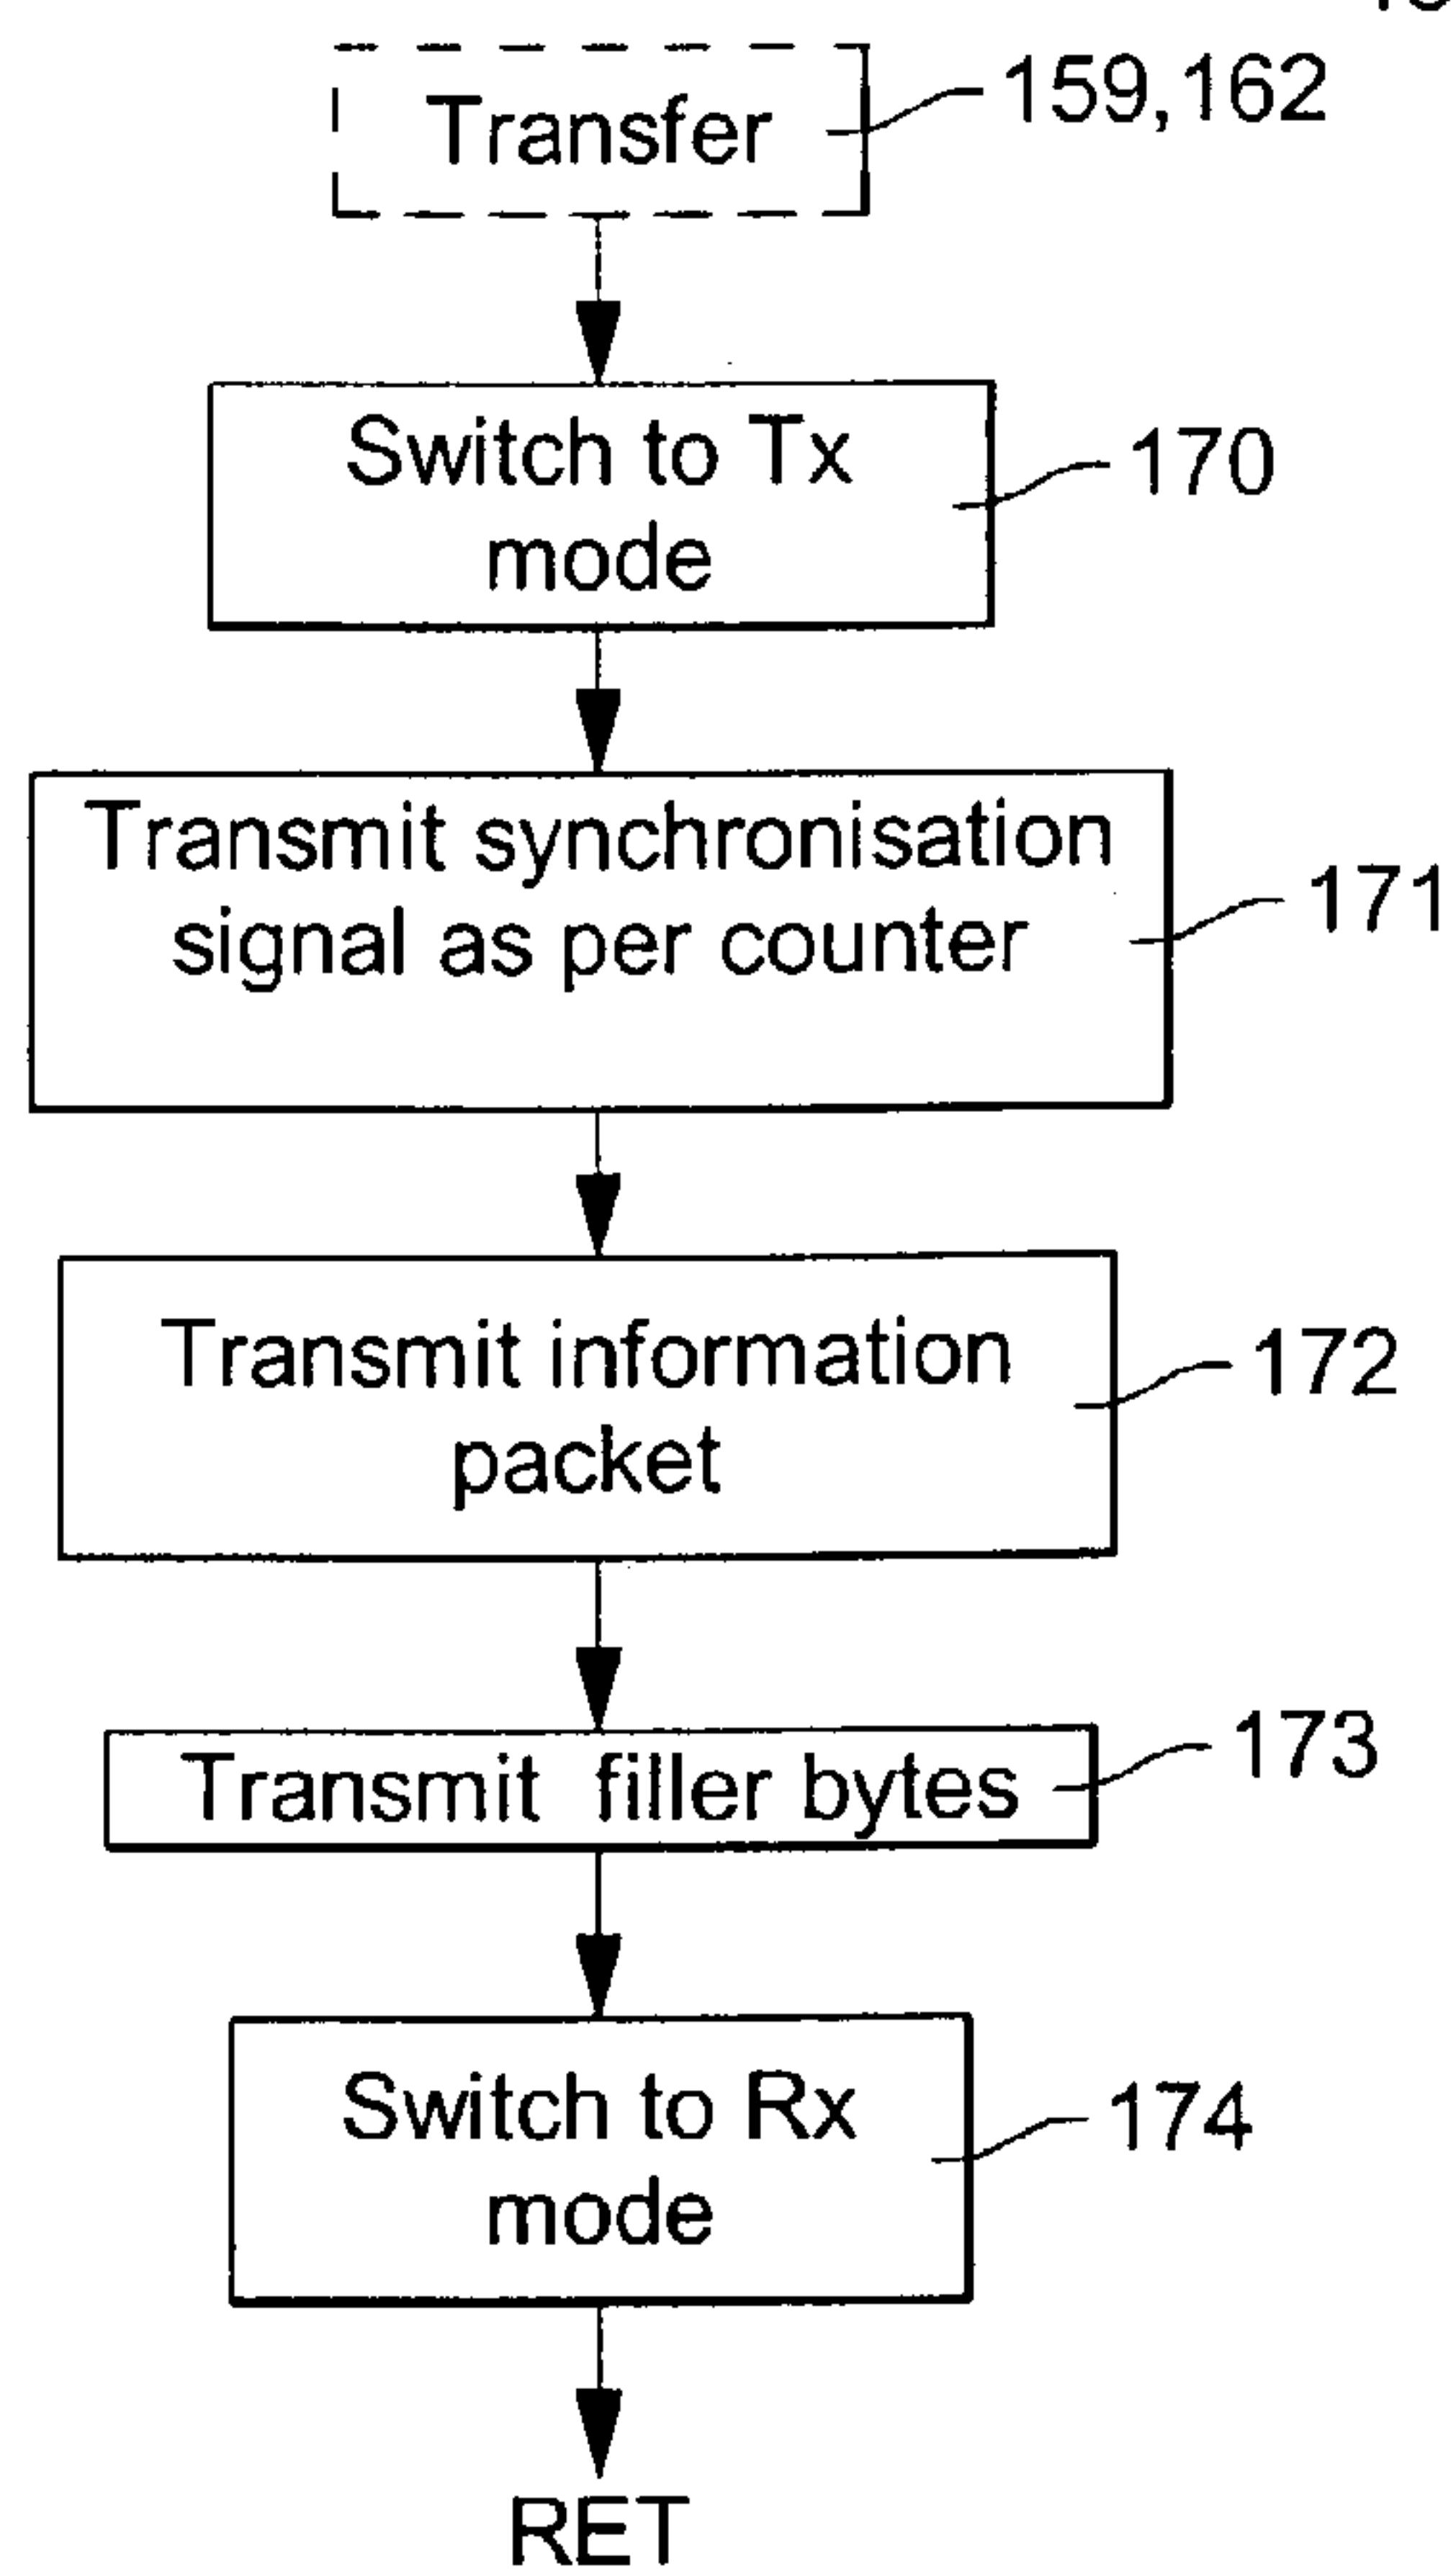 Transfer
159,162
Switch to Tx
mode
170
Transmit synchronisation
signal as per counter
171
Transmit information
packet
172
Transmit filler bytes
173
Switch to Rx
mode
174
RET